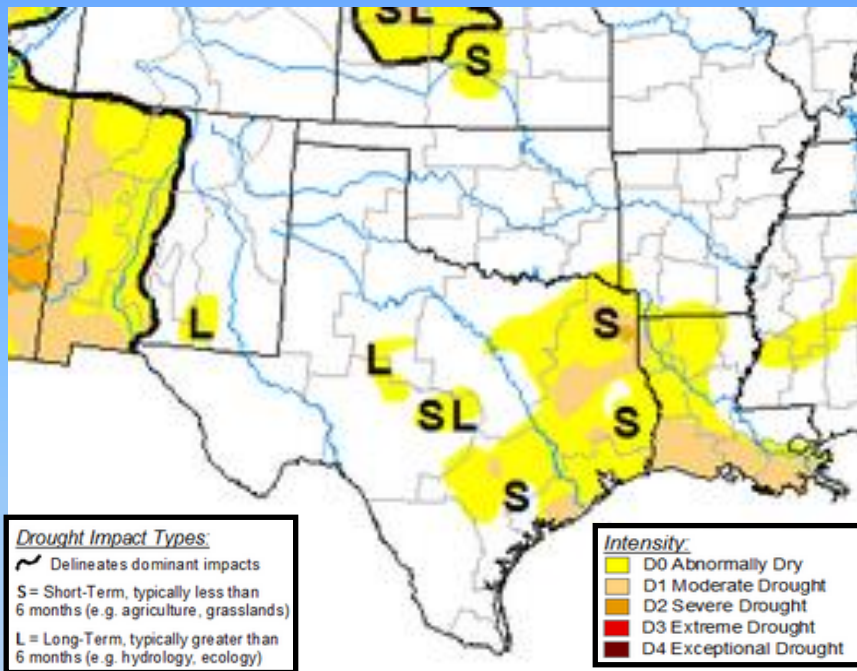 SL
S
L
S
L
SL
S
S
Drought Impact Types:
Delineates dominant impacts
S = Short-Term, typically less than
6 months (e.g. agriculture, grasslands)
L = Long-Term, typically greater than
6 months (e.g. hydrology, ecology)
Intensity:
D0 Abnormally Dry
D1 Moderate Drought
D2 Severe Drought
D3 Extreme Drought
D4 Exceptional Drought